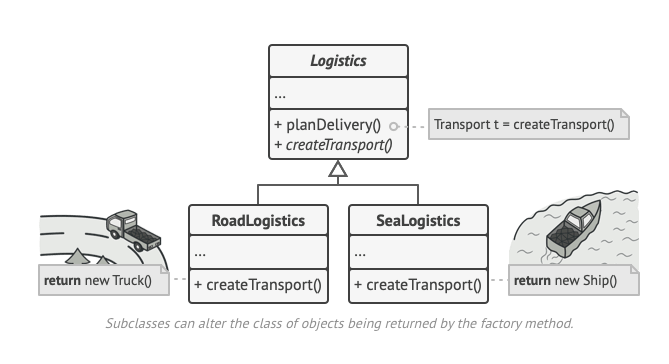 Logistics
...
+ planDelivery()
+ createTransport()
Transport t = createTransport()
RoadLogistics
...
+ createTransport()
SeaLogistics
...
+ createTransport()
return new Truck()
return new Ship()
Subclasses can alter the class of objects being returned by the factory method.